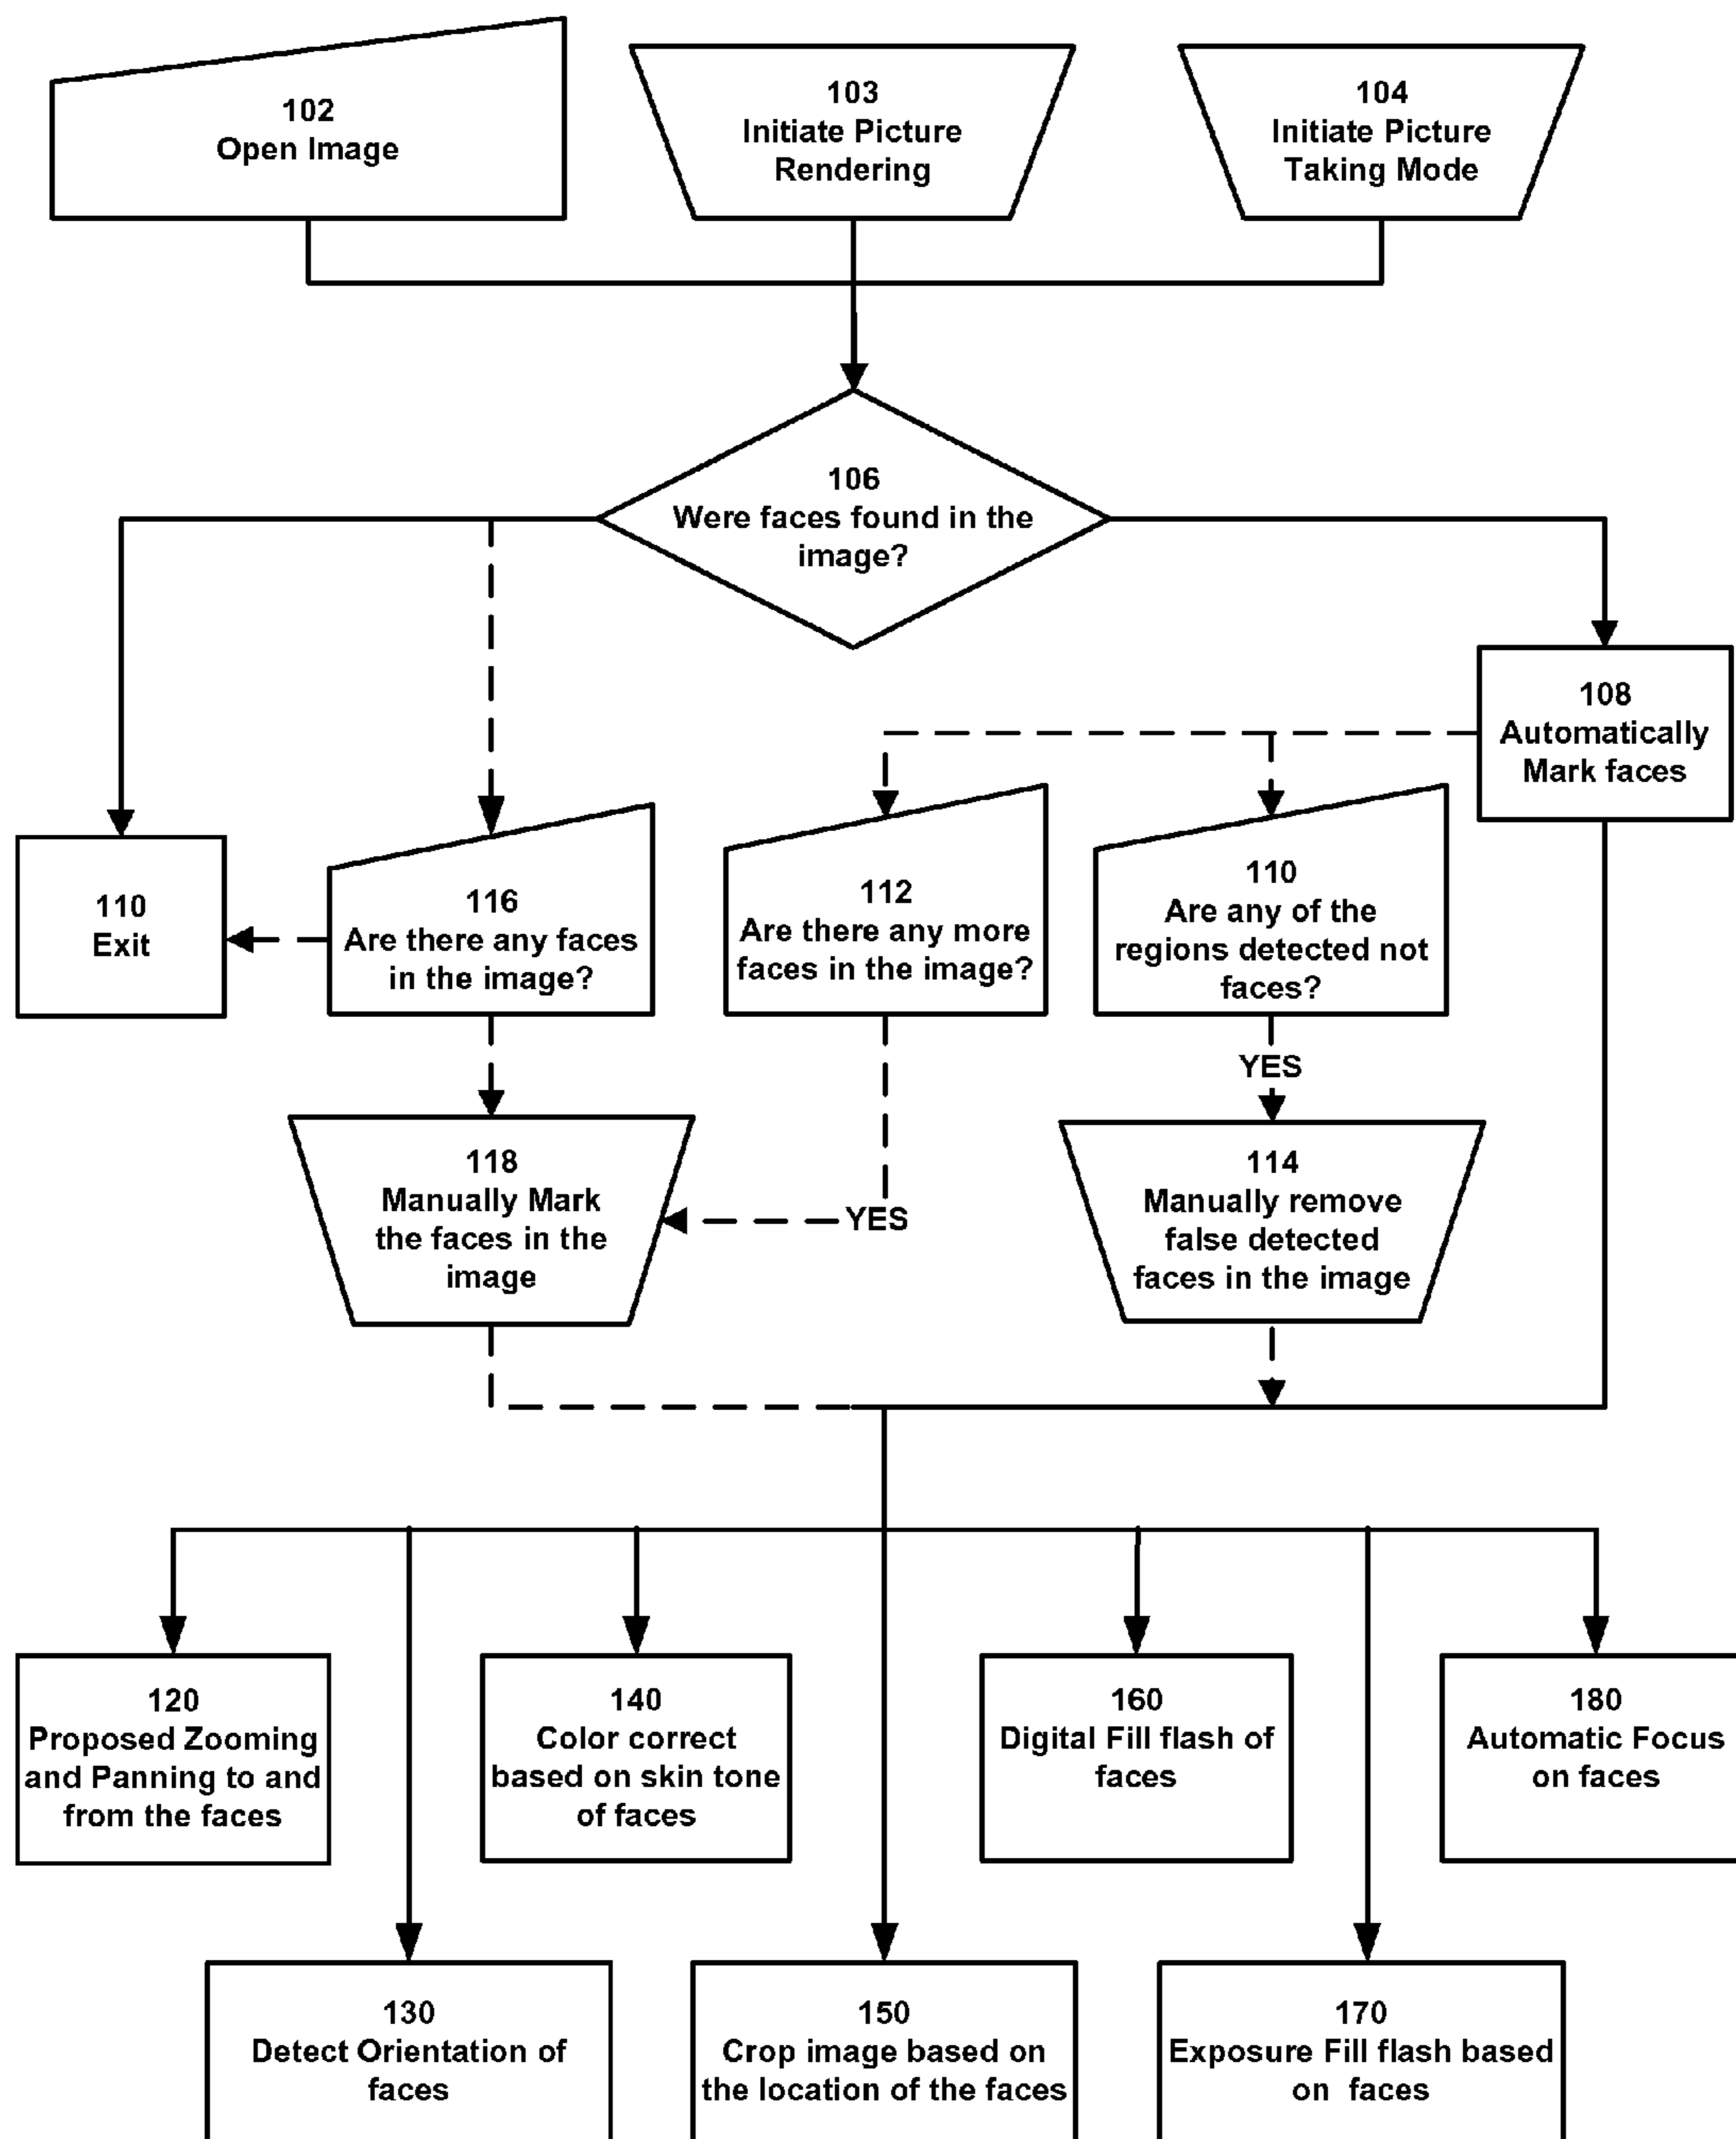 102
Open Image
103
Initiate Picture
Rendering
104
Initiate Picture
Taking Mode
106
Were faces found in the
image?
108
Automatically
Mark faces
110
Exit
116
Are there any faces
in the image?
112
Are there any more
faces in the image?
110
Are any of the
regions detected not
faces?
YES
118
Manually Mark
the faces in the
image
YES
114
Manually remove
false detected
faces in the image
120
Proposed Zooming
and Panning to and
from the faces
140
Color correct
based on skin tone
of faces
160
Digital Fill flash of
faces
180
Automatic Focus
on faces
130
Detect Orientation of
faces
150
Crop image based on
the location of the faces
170
Exposure Fill flash based
on faces